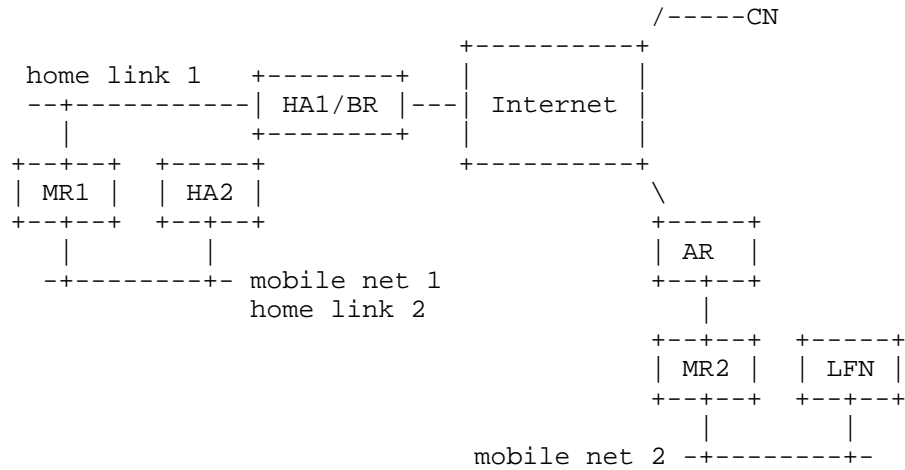 /-----CN
home link 1
HA1/BR
Internet
MR1
HA2
AR
mobile net 1
home link 2
MR2
LFN
mobile net 2